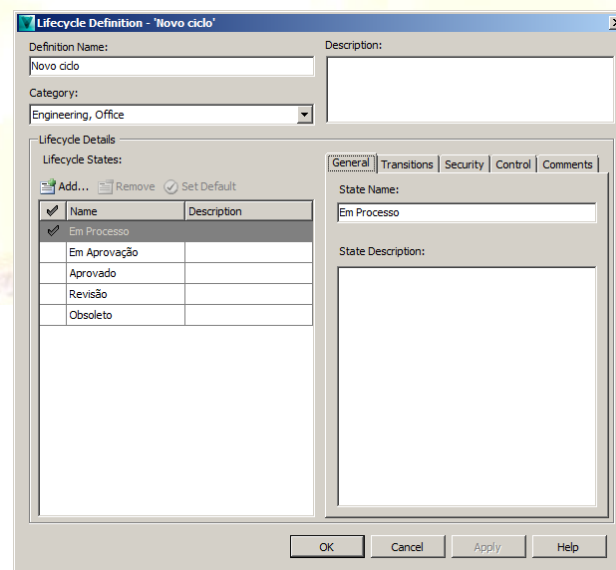 Lifecycle Definition - 'Novo ciclo'
Definition Name:
Novo ciclo
Description:
Category:
Engineering, Office
Lifecycle Details
Lifecycle States:
Add... Remove Set Default
Name Description
Em Processo
Em Aprovação
Aprovado
Revisão
Obsoleto
General Transitions Security Control Comments
State Name:
Em Processo
State Description:
OK Cancel Apply Help